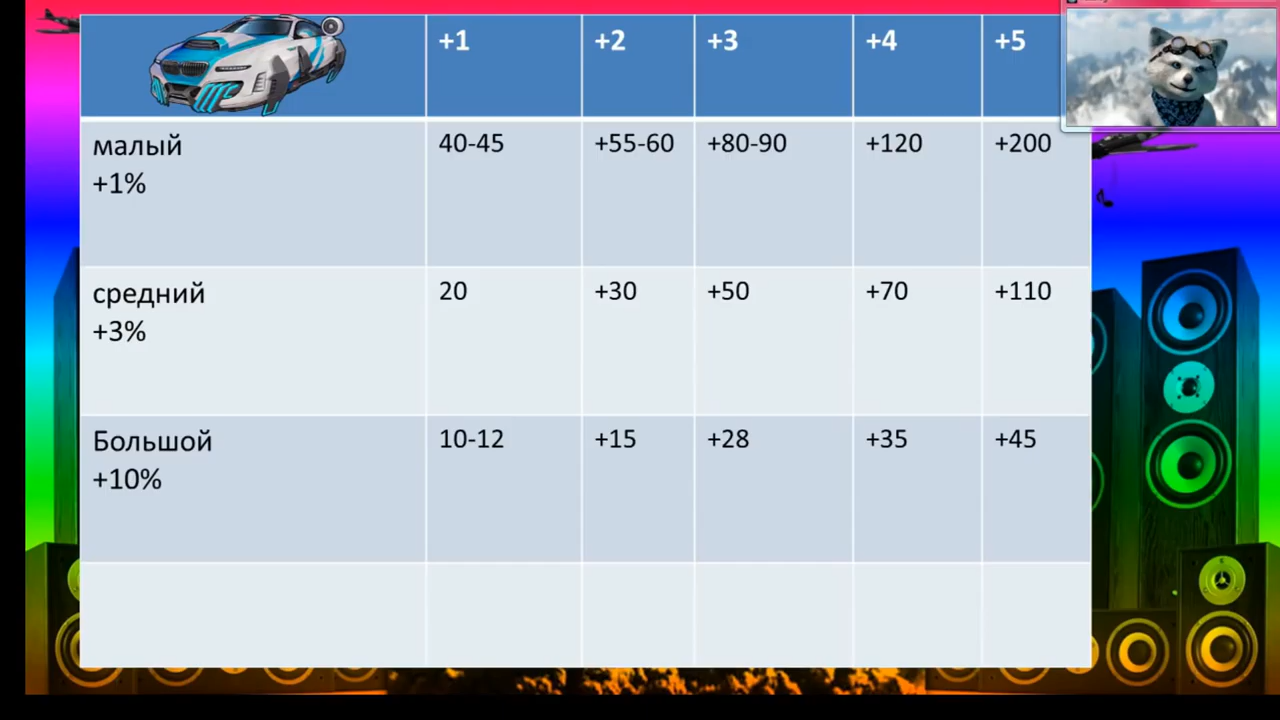 +1 +2 +3 +4 +5
малый 40-45 +55-60 +80-90 +120 +200
+1%
средний 20 +30 +50 +70 +110
+3%
Большой 10-12 +15 +28 +35 +45
+10%